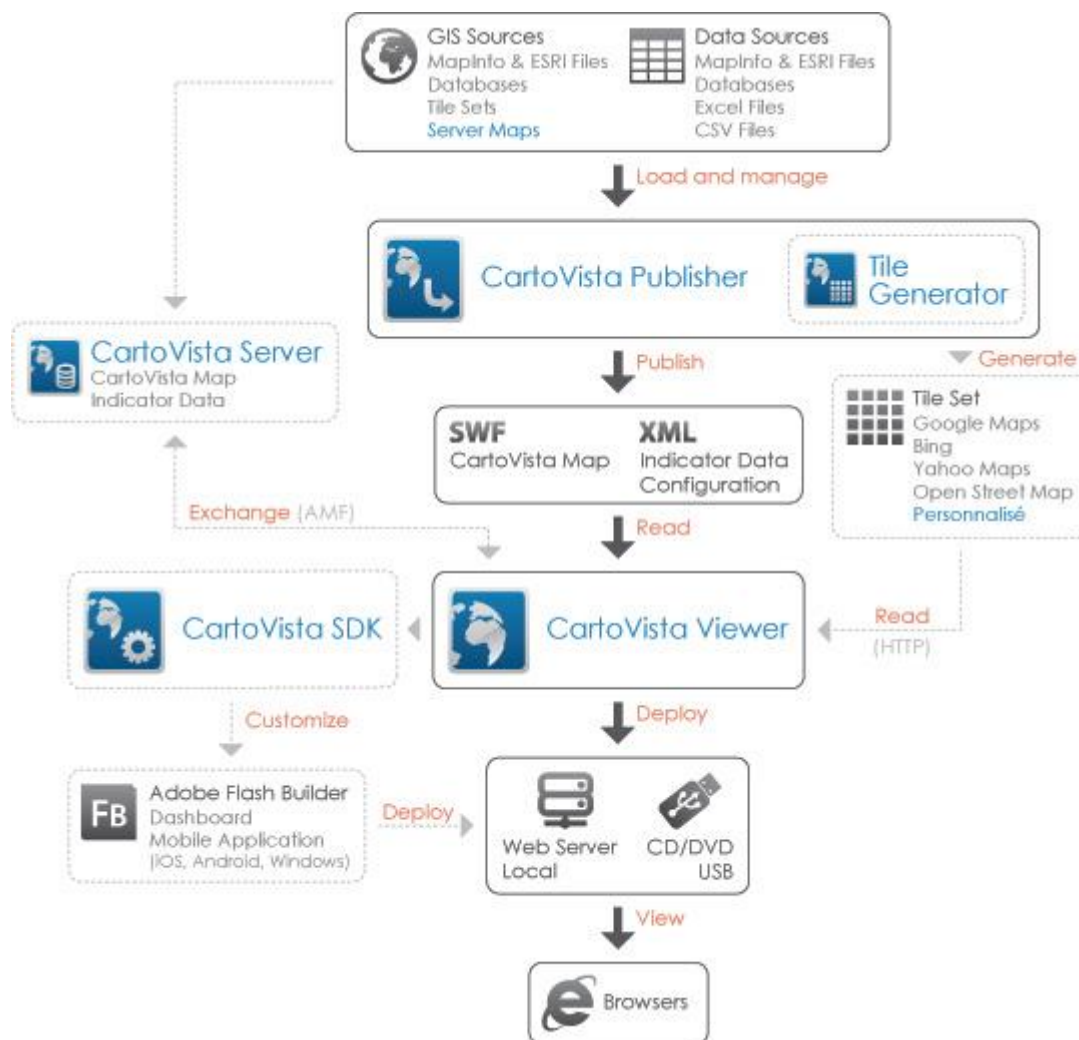 GIS Sources
MapInfo & ESRI Files
Databases
Tile Sets
Server Maps
Data Sources
MapInfo & ESRI Files
Databases
Excel Files
CSV Files
Load and manage
CartoVista Publisher
Tile
Generator
CartoVista Server
CartoVista Map
Indicator Data
Publish
Generate
SWF
CartoVista Map
XML
Indicator Data
Configuration
Tile Set
Google Maps
Bing
Yahoo Maps
Open Street Map
Personnalisé
Exchange (AMF)
Read
CartoVista SDK
CartoVista Viewer
Read
(HTTP)
Customize
Deploy
FB
Adobe Flash Builder
Dashboard
Mobile Application
(iOS, Android, Windows)
Deploy
Web Server
Local
CD/DVD
USB
View
Browsers